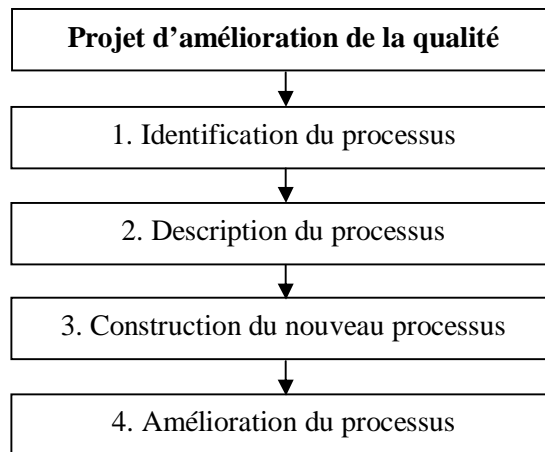 Projet d’amélioration de la qualité
1. Identification du processus
2. Description du processus
3. Construction du nouveau processus
4. Amélioration du processus